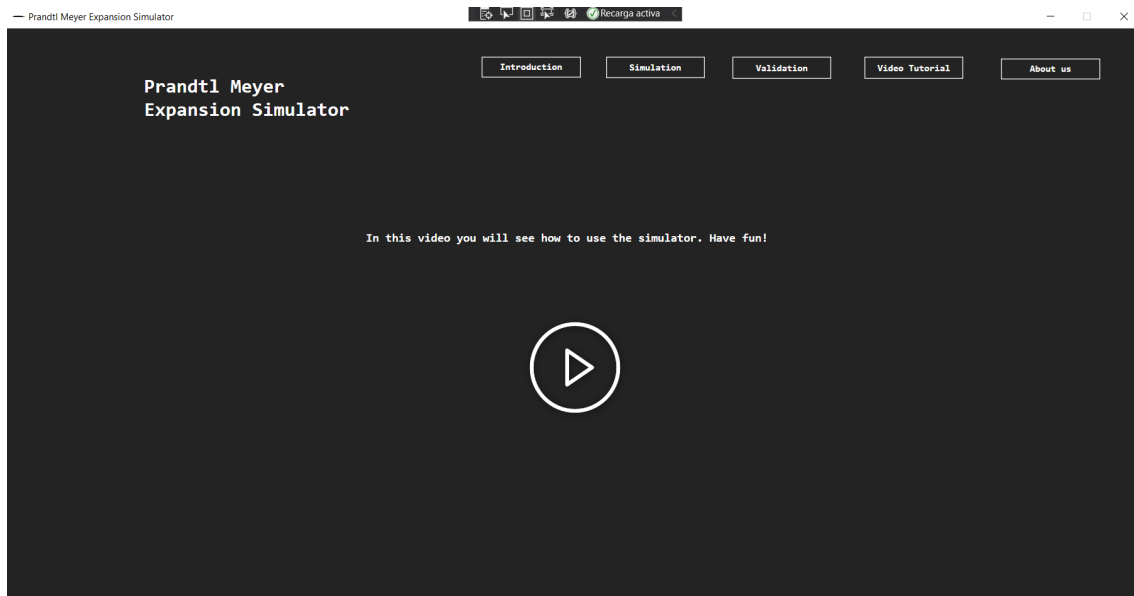 Prandtl Meyer Expansion Simulator
Recarga activa
Introduction
Simulation
Validation
Video Tutorial
About us
Prandtl Meyer
Expansion Simulator
In this video you will see how to use the simulator. Have fun!